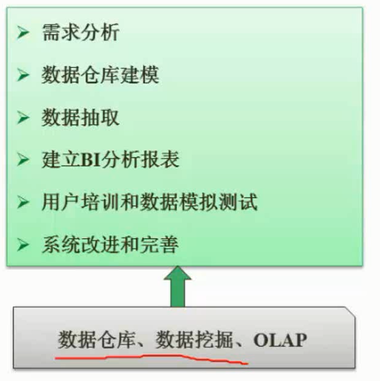 需求分析
数据仓库建模
数据抽取
建立BI分析报表
用户培训和数据模拟测试
系统改进和完善
数据仓库、数据挖掘、OLAP